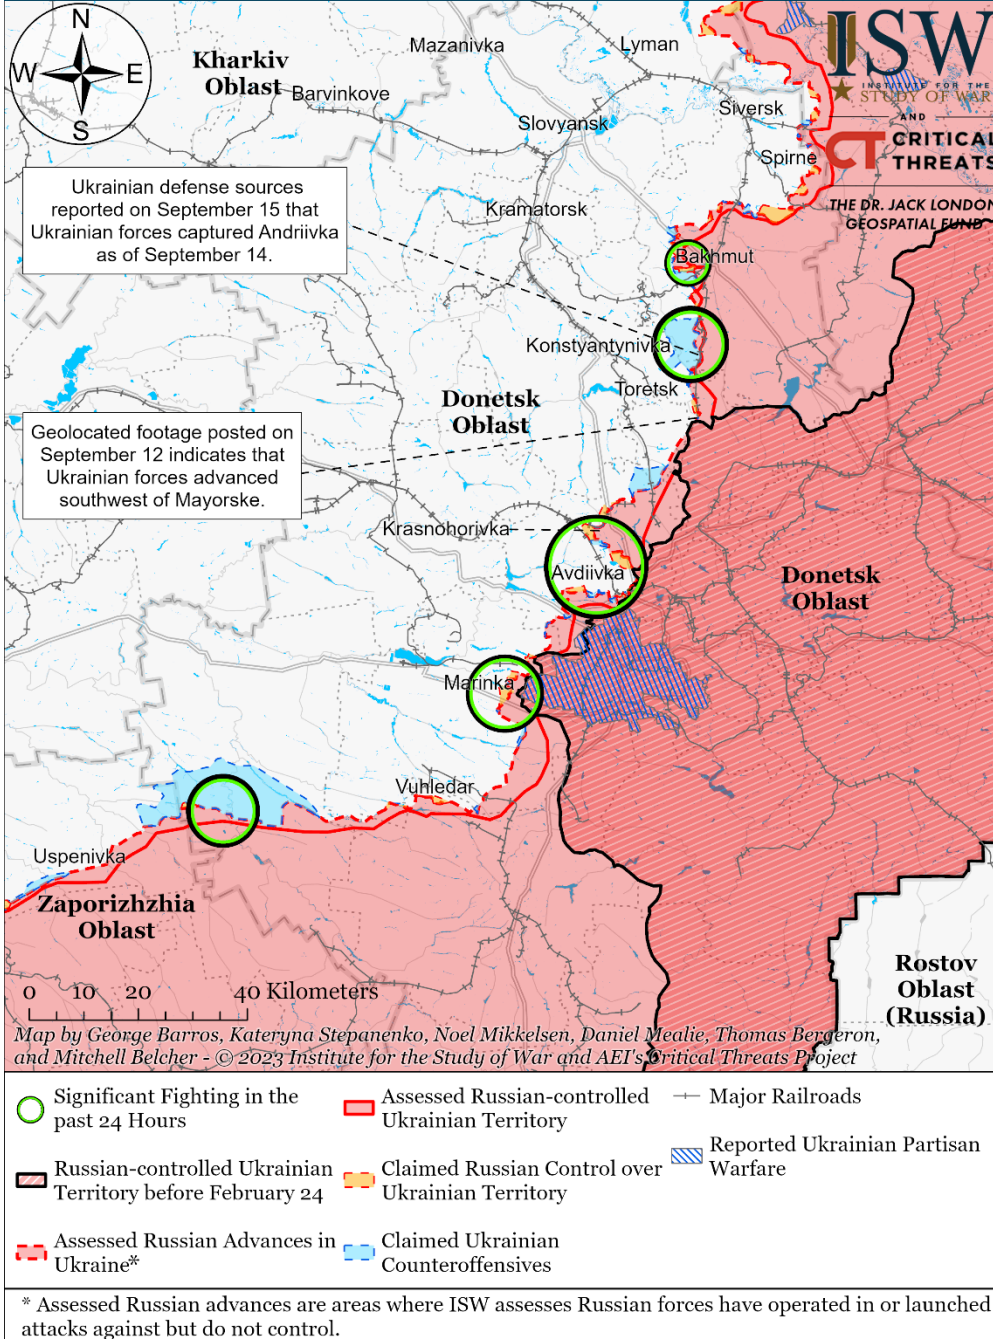 N
W
E
S
Kharkiv
Oblast
Mazanivka
Lyman
Barvinkove
Slovyansk
Siversk
Spirne
Kramatorsk
ISW
INSTITUTE FOR THE
STUDY OF WAR
AND
CT CRITICAL
THREATS
THE DR. JACK LONDON
GEOSPATIAL FUND
Ukrainian defense sources
reported on September 15 that
Ukrainian forces captured Andriivka
as of September 14.
Bakhmut
Konstyantynivka
Toretsk
Donetsk
Oblast
Geolocated footage posted on
September 12 indicates that
Ukrainian forces advanced
southwest of Mayorske.
Krasnohorivka
Avdiivka
Donetsk
Oblast
Marinka
Vuhledar
Uspenivka
Zaporizhzhia
Oblast
Rostov
Oblast
(Russia)
0 10 20 40 Kilometers
Map by George Barros, Kateryna Stepanenko, Noel Mikkelsen, Daniel Mealie, Thomas Bergeron,
and Mitchell Belcher - © 2023 Institute for the Study of War and AEI's Critical Threats Project
Significant Fighting in the
past 24 Hours
Russian-controlled Ukrainian
Territory before February 24
Assessed Russian Advances in
Ukraine*
Assessed Russian-controlled
Ukrainian Territory
Claimed Russian Control over
Ukrainian Territory
Claimed Ukrainian
Counteroffensives
Major Railroads
Reported Ukrainian Partisan
Warfare
* Assessed Russian advances are areas where ISW assesses Russian forces have operated in or launched
attacks against but do not control.